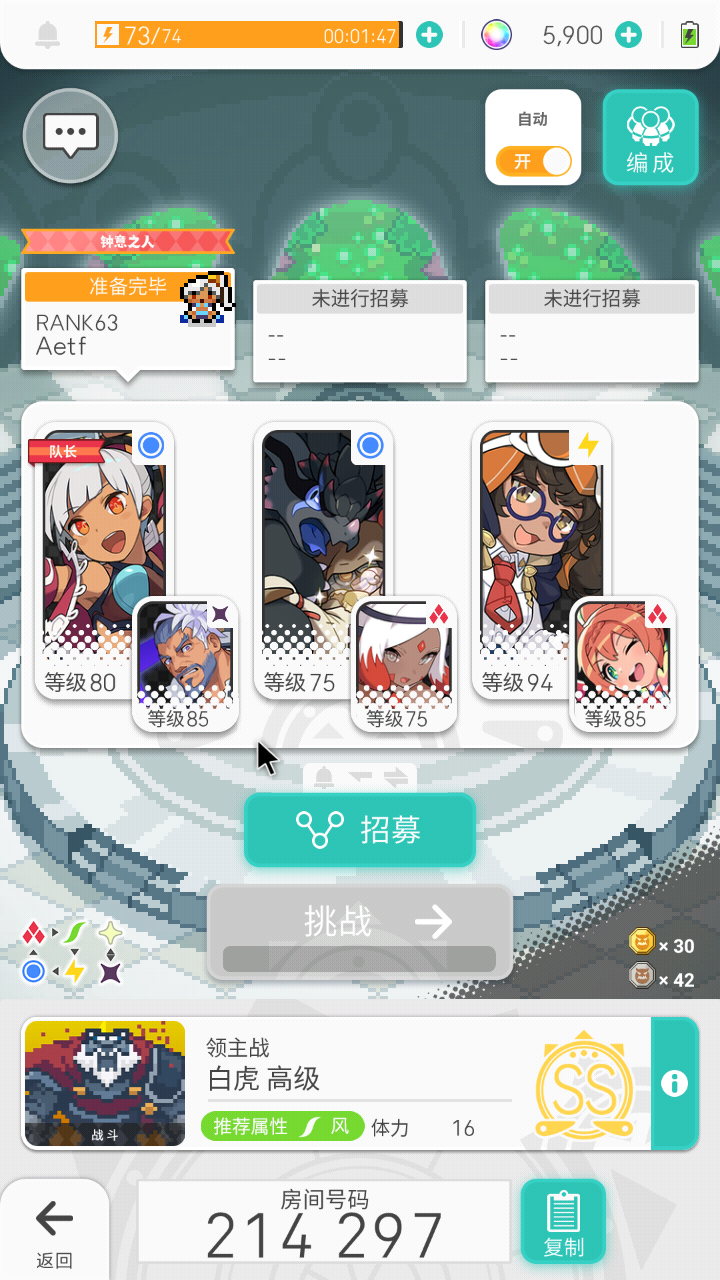 73/74
00:01:47
5,900
自动
开
编成
钟意之人
准备完毕
RANK63
Aetf
未进行招募
--
--
未进行招募
--
--
队长
等级80
等级85
等级75
等级75
等级94
等级85
招募
挑战
× 30
× 42
战斗
领主战
白虎 高级
推荐属性 风
体力 16
SS
房间号码
214 297
复制
返回